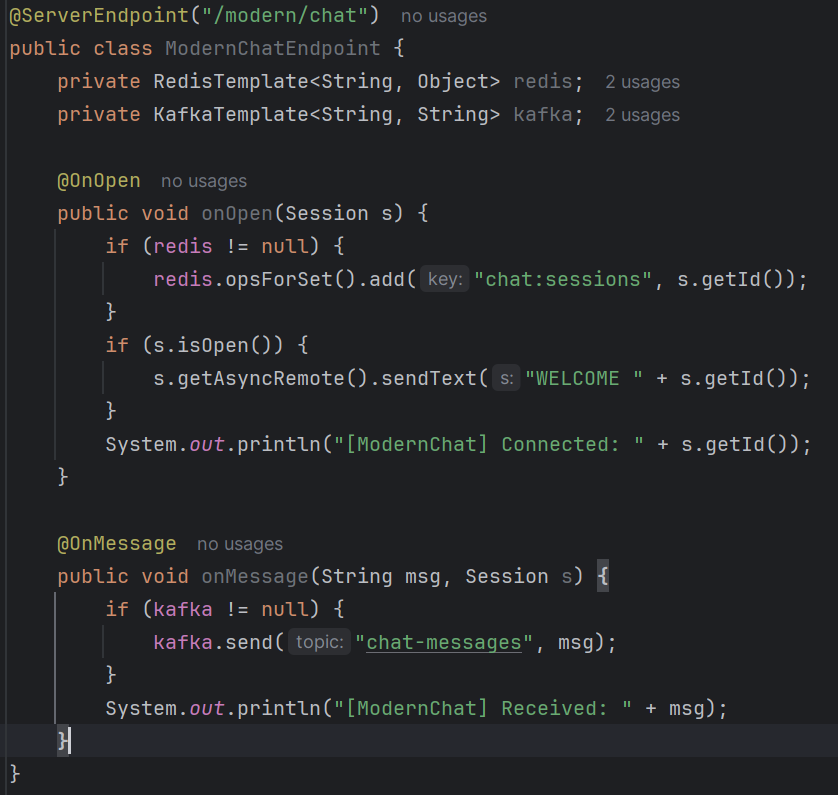 @ServerEndpoint("/modern/chat") no usages
public class ModernChatEndpoint {
    private RedisTemplate<String, Object> redis; 2 usages
    private KafkaTemplate<String, String> kafka; 2 usages

    @OnOpen no usages
    public void onOpen(Session s) {
        if (redis != null) {
            redis.opsForSet().add( key: "chat:sessions", s.getId());
        }
        if (s.isOpen()) {
            s.getAsyncRemote().sendText( s: "WELCOME " + s.getId());
        }
        System.out.println("[ModernChat] Connected: " + s.getId());
    }

    @OnMessage no usages
    public void onMessage(String msg, Session s) {
        if (kafka != null) {
            kafka.send( topic: "chat-messages", msg);
        }
        System.out.println("[ModernChat] Received: " + msg);
    }
}